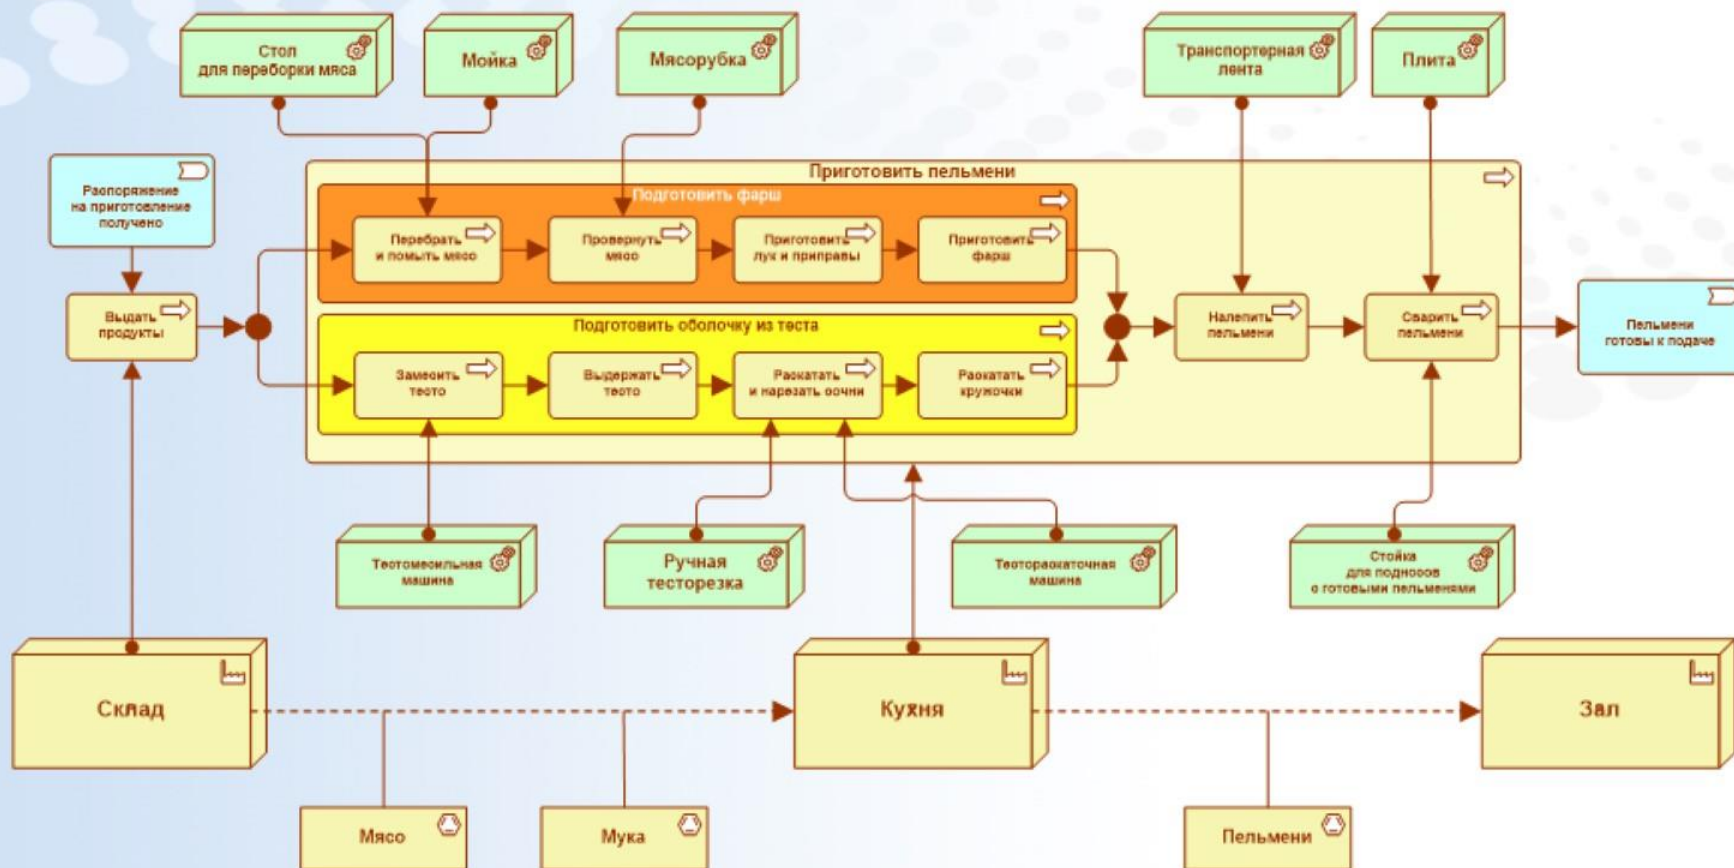 Стол
для переборки мяса
Мойка
Мясорубка
Транспортерная
лента
Плита
Распоряжение
на приготовление
получено
Приготовить пельмени
Подготовить фарш
Перебрать
и помыть мясо
Провернуть
мясо
Приготовить
лук и приправы
Приготовить
фарш
Выдать
продукты
Налепить
пельмени
Сварить
пельмени
Пельмени
готовы к подаче
Подготовить оболочку из теста
Замесить
тесто
Выдержать
тесто
Раскатать
и нарезать сочни
Раскатать
кружочки
Тестомесильная
машина
Ручная
тесторезка
Тестораскаточная
машина
Стойка
для подносов
с готовыми пельменями
Склад
Кухня
Зал
Мясо
Мука
Пельмени